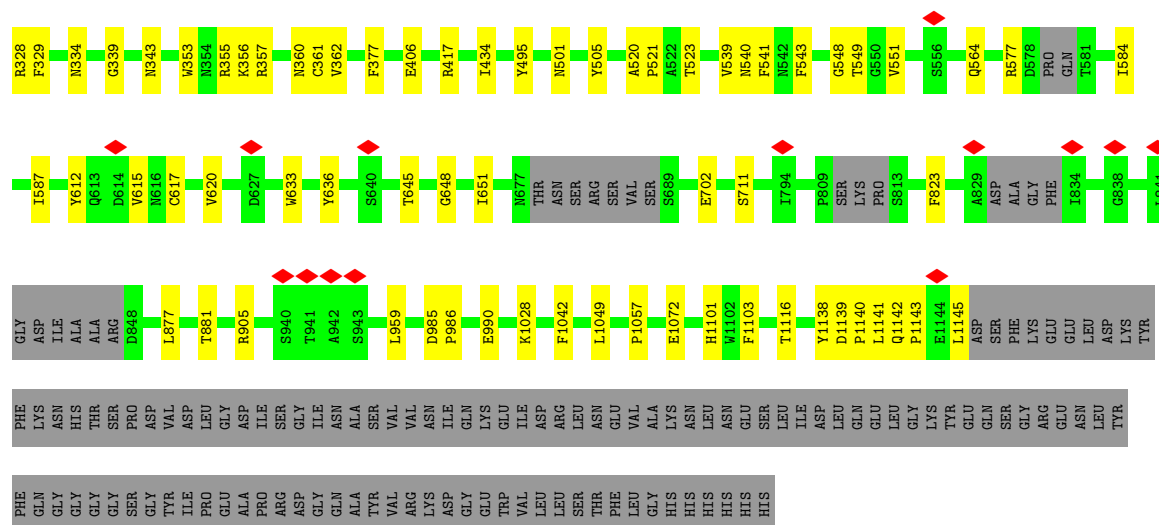 R328 F329 N334 G339 N343 W353 N354 R355 K356 R357 N360 C361 V362 F377 E406 R417 I434 Y495 N501 Y505 A520 P521 A522 T523 V539 N540 F541 N542 F543 G548 T549 G550 V551 S556 Q564 R577 D578 PRO GLN T581 I584
I587 Y612 Q613 D614 V615 N616 C617 V620 D627 W633 Y636 S640 T645 G648 I651 N677 THR ASN SER ARG SER VAL SER S689 E702 S711 I794 P809 SER LYS PRO S813 F823 A829 ASP ALA GLY PHE I834 G838
GLY ASP ILE ALA ALA ARG D848 L877 T881 R905 S940 T941 A942 S943 L959 D985 P986 E990 K1028 F1042 L1049 P1057 E1072 H1101 W1102 F1103 T1116 Y1138 D1139 P1140 L1141 Q1142 P1143 E1144 L1145 ASP SER PHE LYS GLU GLU LEU ASP LYS TYR
PHE LYS ASN HIS THR SER PRO ASP VAL ASP LEU GLY ASP ILE SER GLY ILE ASN ALA SER VAL VAL ASN ILE GLN LYS GLU ILE ASP ARG LEU ASN GLU VAL ALA LYS ASN LEU ASN GLU SER LEU ILE ASP LEU GLN GLU LEU GLY LYS TYR GLU GLN SER GLY ARG GLU ASN LEU TYR
PHE GLN GLY GLY GLY GLY SER GLY TYR ILE PRO GLU ALA PRO ARG ASP GLY GLN ALA TYR VAL ARG LYS ASP GLY GLU TRP VAL LEU LEU SER THR PHE LEU GLY HIS HIS HIS HIS HIS HIS